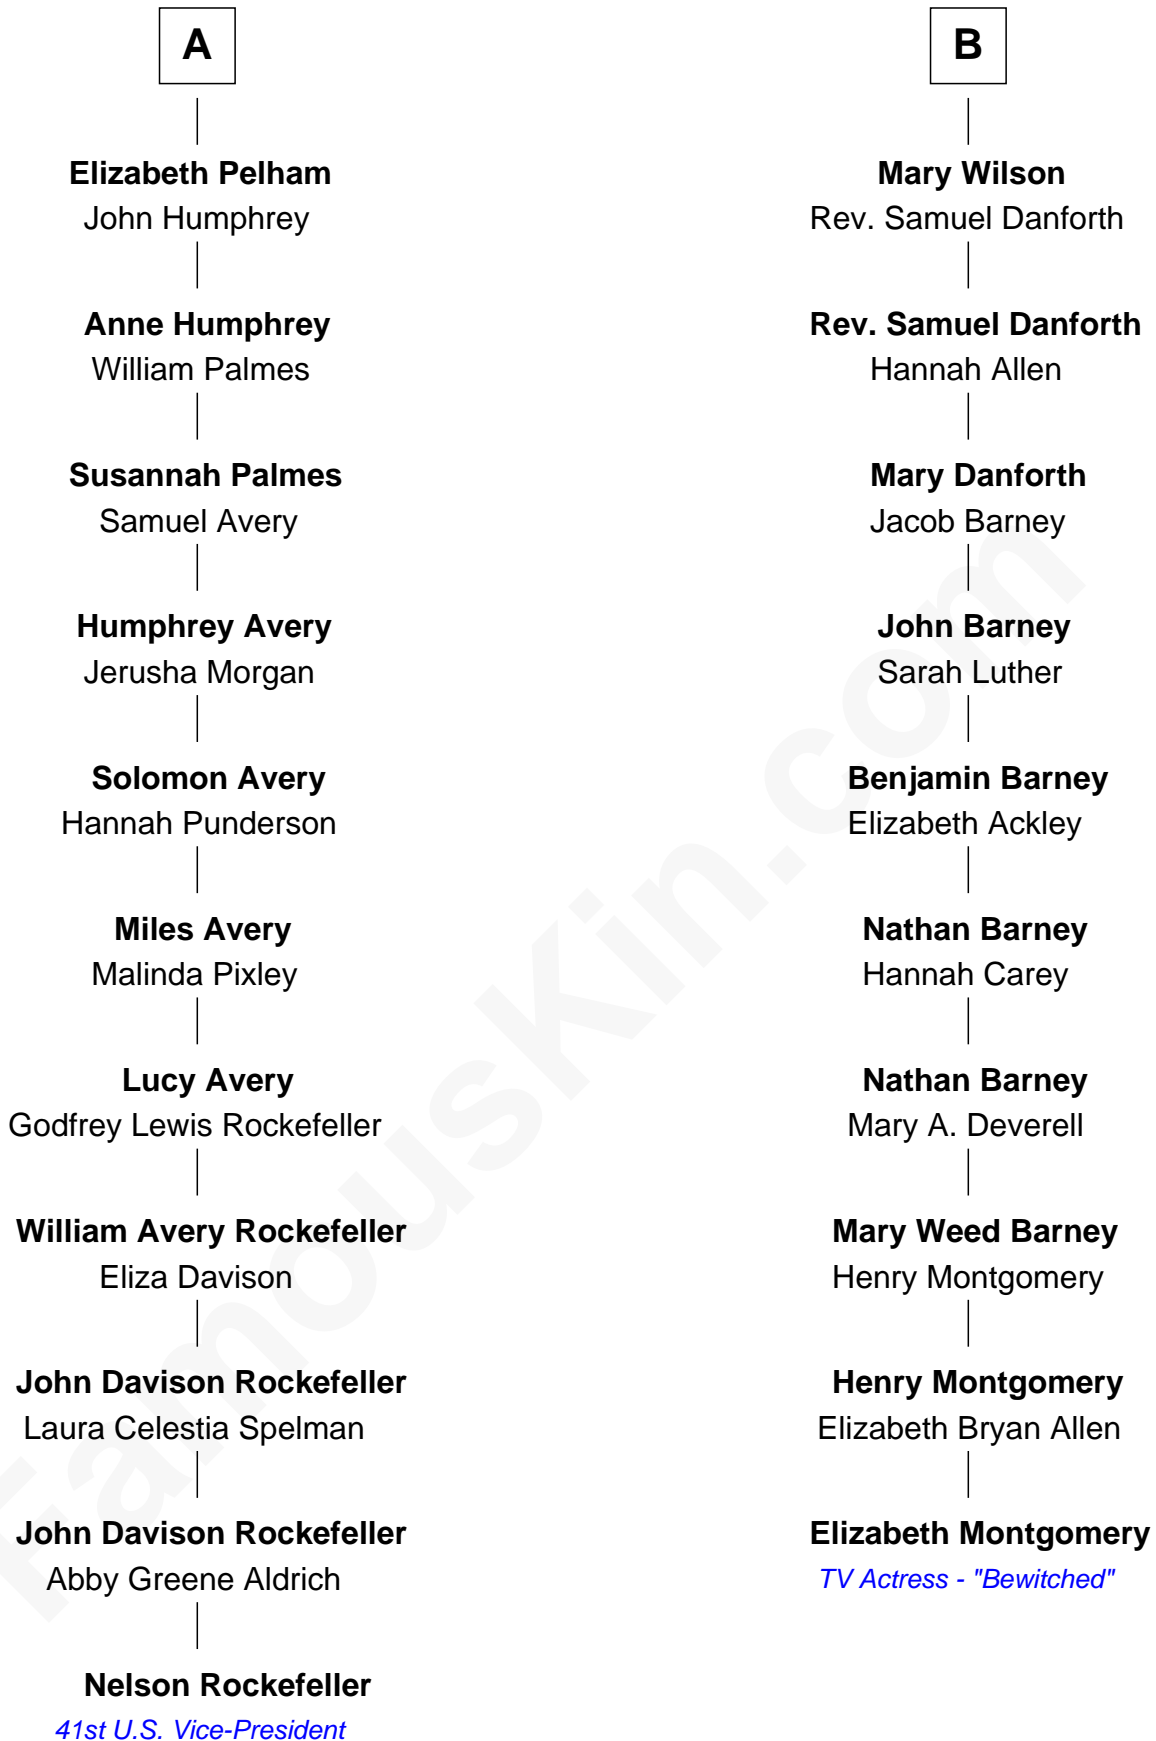 A
Elizabeth Pelham
John Humphrey
Anne Humphrey
William Palmes
Susannah Palmes
Samuel Avery
Humphrey Avery
Jerusha Morgan
Solomon Avery
Hannah Punderson
Miles Avery
Malinda Pixley
Lucy Avery
Godfrey Lewis Rockefeller
William Avery Rockefeller
Eliza Davison
John Davison Rockefeller
Laura Celestia Spelman
John Davison Rockefeller
Abby Greene Aldrich
Nelson Rockefeller
41st U.S. Vice-President
B
Mary Wilson
Rev. Samuel Danforth
Rev. Samuel Danforth
Hannah Allen
Mary Danforth
Jacob Barney
John Barney
Sarah Luther
Benjamin Barney
Elizabeth Ackley
Nathan Barney
Hannah Carey
Nathan Barney
Mary A. Deverell
Mary Weed Barney
Henry Montgomery
Henry Montgomery
Elizabeth Bryan Allen
Elizabeth Montgomery
TV Actress - "Bewitched"
FamousKin.com